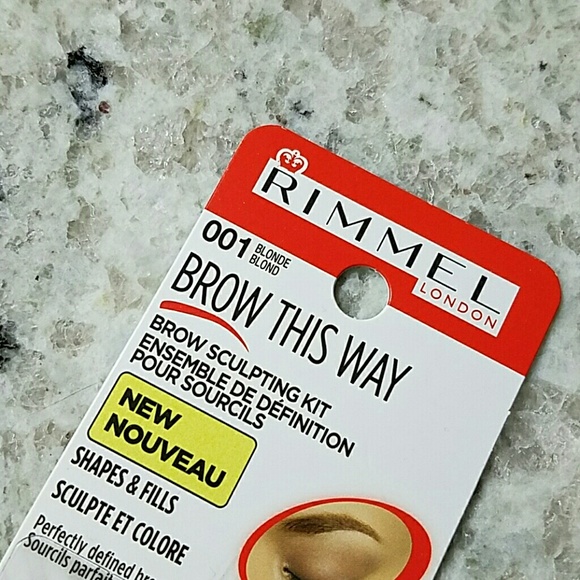 RIMMEL
LONDON
001 BLONDE
BLOND
BROW THIS WAY
BROW SCULPTING KIT
ENSEMBLE DE DÉFINITION
POUR SOURCILS
NEW
NOUVEAU
SHAPES & FILLS
SCULPTE ET COLORE
Perfectly defined
Sourcils